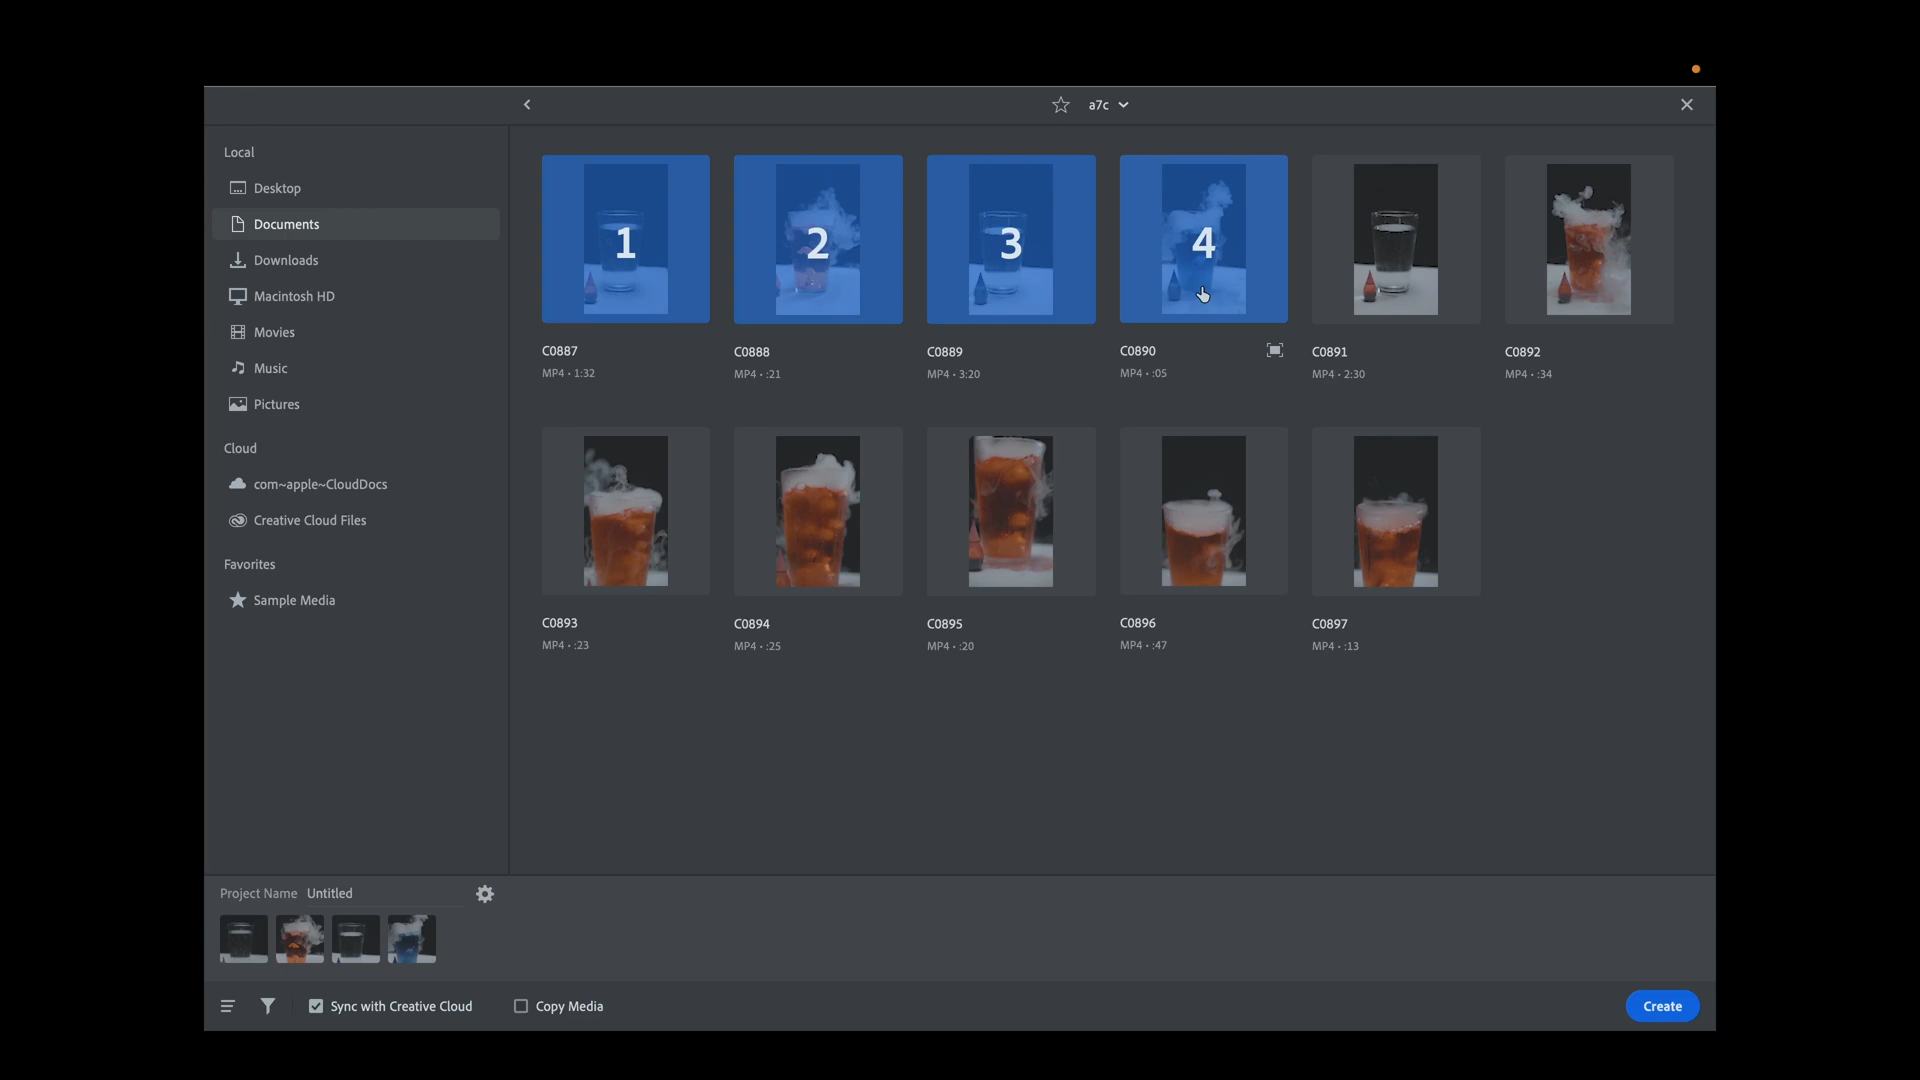 a7c
Local
Desktop
Documents
Downloads
Macintosh HD
Movies
Music
Pictures
Cloud
com~apple~CloudDocs
Creative Cloud Files
Favorites
Sample Media
1
2
3
4
C0887
C0888
C0889
C0890
C0891
C0892
MP4 • 1:32
MP4 • :21
MP4 • 3:20
MP4 • :05
MP4 • 2:30
MP4 • :34
C0893
C0894
C0895
C0896
C0897
MP4 • :23
MP4 • :25
MP4 • :20
MP4 • :47
MP4 • :13
Project Name Untitled
Sync with Creative Cloud
Copy Media
Create